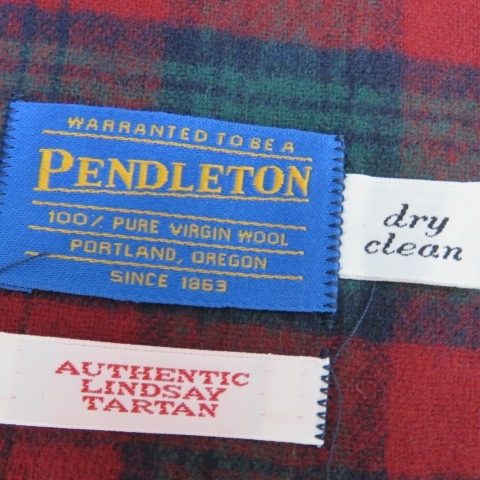 WARRANTED TO BE A
PENDLETON
100% PURE VIRGIN WOOL
PORTLAND, OREGON
SINCE 1863
dry
clean
AUTHENTIC
LINDSAY
TARTAN